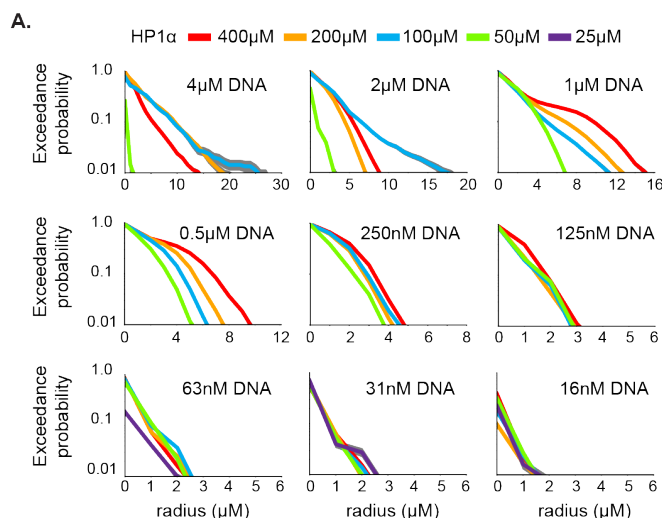 A.
HP1α 400µM 200µM 100µM 50µM 25µM
Exceedance probability
1.0
0.1
0.01
4µM DNA
0 10 20 30
2µM DNA
0 5 10 15 20
1µM DNA
0 4 8 12 16
Exceedance probability
1.0
0.1
0.01
0.5µM DNA
0 4 8 12
250nM DNA
0 2 4 6 8
125nM DNA
0 1 2 3 4 5 6
Exceedance probability
1.0
0.1
0.01
63nM DNA
0 1 2 3 4 5 6
radius (µM)
31nM DNA
0 1 2 3 4 5 6
radius (µM)
16nM DNA
0 1 2 3 4 5 6
radius (µM)